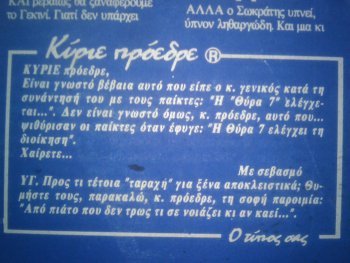 ΚΑΙ βεβαίως θα ξαναφέρουμε
το Γεκινί. Γιατί δεν υπάρχει
ΑΛΛΑ ο Σωκράτης υπνεί,
ύπνον ληθαργώδη. Και μια κι
Κύριε πρόεδρε ®
ΚΥΡΙΕ πρόεδρε,
Είναι γνωστό βέβαια αυτό που είπε ο κ. γενικός κατά τη
συνάντησή του με τους παίκτες: "Η "Θύρα 7" ελέγχε-
ται...". Δεν είναι γνωστό όμως, κ. πρόεδρε, αυτό που...
ψιθύρισαν οι παίκτες όταν έφυγε: "Η Θύρα 7 ελέγχει τη
διοίκηση".
Χαίρετε...
Με σεβασμό
ΥΓ. Προς τι τέτοια "ταραχή" για ξένα αποκλειστικά; Θυ-
μήστε τους, παρακαλώ, κ. πρόεδρε, τη σοφή παροιμία:
"Από πιάτο που δεν τρως τι σε νοιάζει κι αν καεί...".
Ο τύπος σας